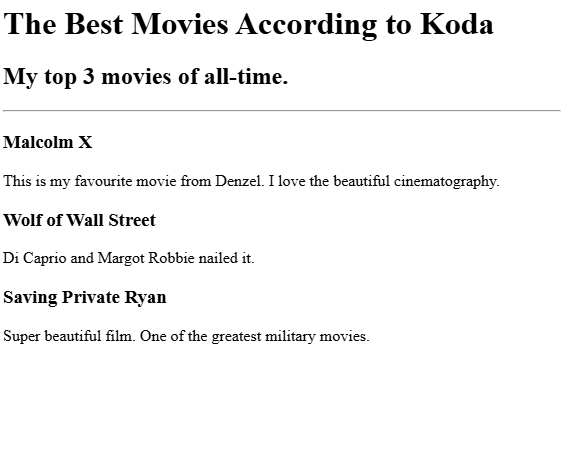 The Best Movies According to Koda
My top 3 movies of all-time.
Malcolm X
This is my favourite movie from Denzel. I love the beautiful cinematography.
Wolf of Wall Street
Di Caprio and Margot Robbie nailed it.
Saving Private Ryan
Super beautiful film. One of the greatest military movies.